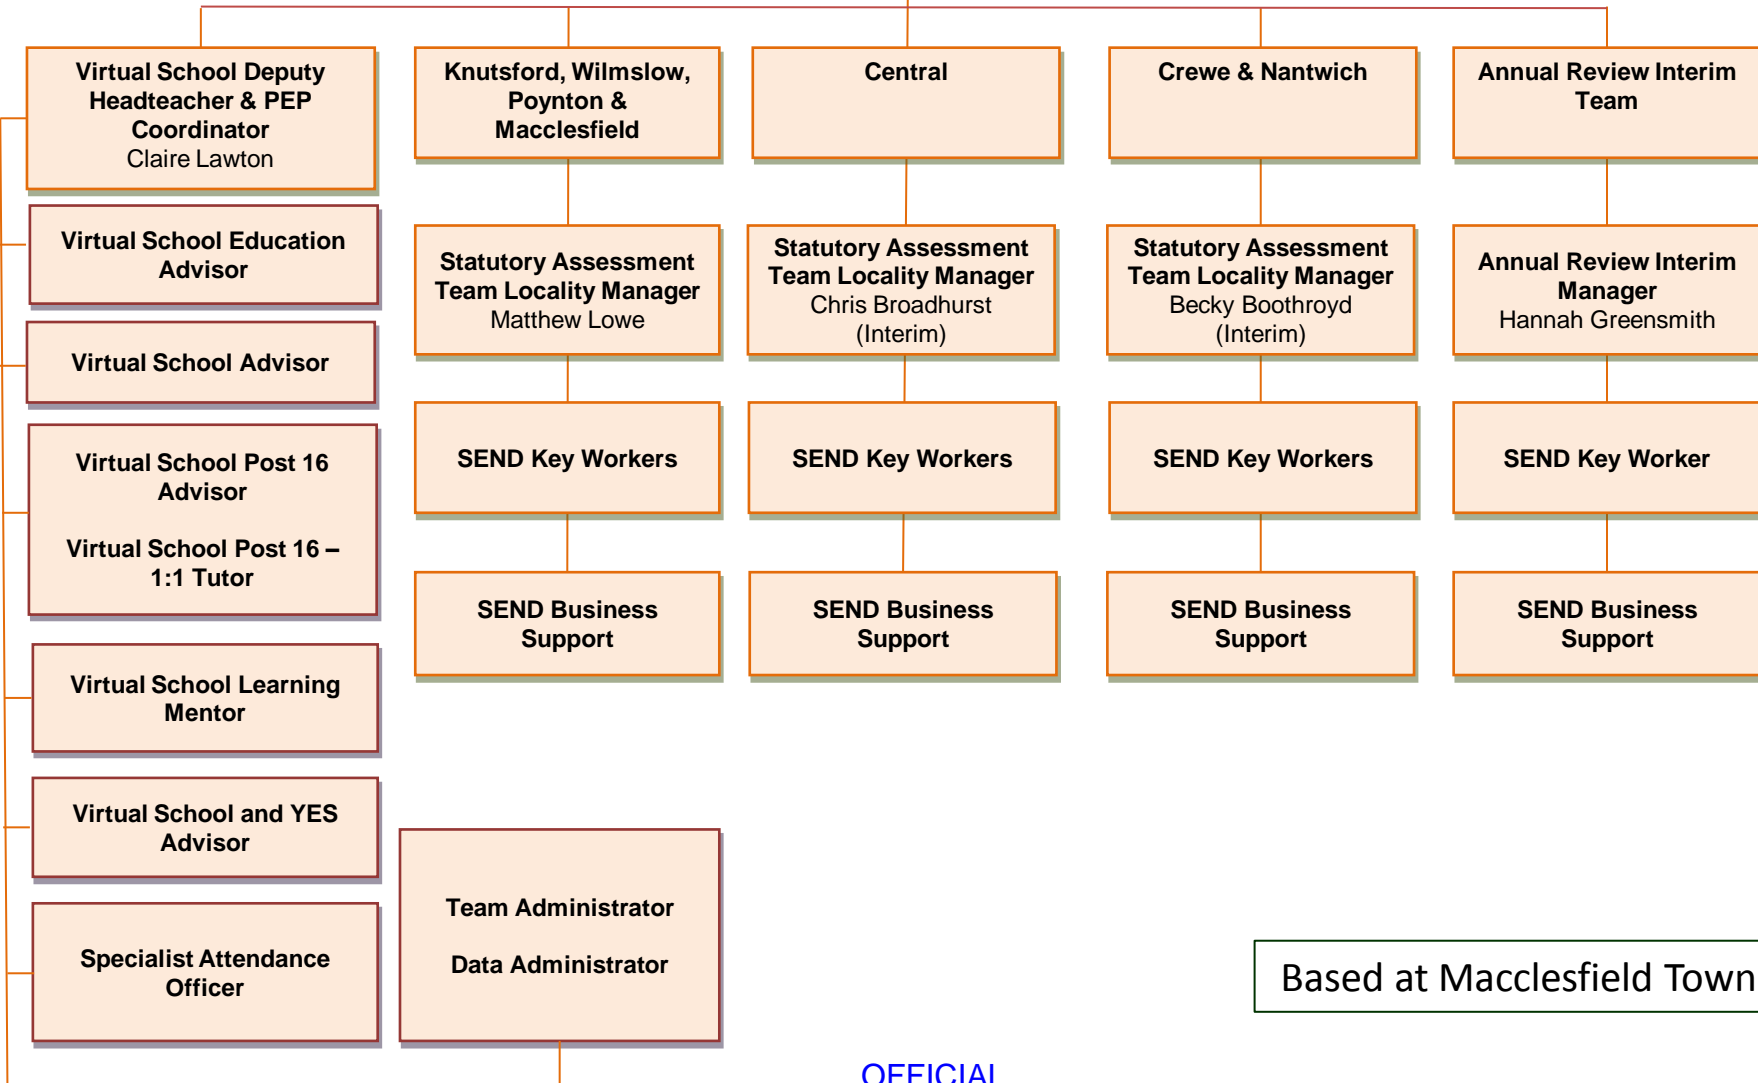 Virtual School Deputy
Headteacher & PEP
Coordinator
Claire Lawton
Knutsford, Wilmslow,
Poynton &
Macclesfield
Central
Crewe & Nantwich
Annual Review Interim
Team
Virtual School Education
Advisor
Statutory Assessment
Team Locality Manager
Matthew Lowe
Statutory Assessment
Team Locality Manager
Chris Broadhurst
(Interim)
Statutory Assessment
Team Locality Manager
Becky Boothroyd
(Interim)
Annual Review Interim
Manager
Hannah Greensmith
Virtual School Advisor
SEND Key Workers
SEND Key Workers
SEND Key Workers
SEND Key Worker
Virtual School Post 16
Advisor
Virtual School Post 16 –
1:1 Tutor
SEND Business
Support
SEND Business
Support
SEND Business
Support
SEND Business
Support
Virtual School Learning
Mentor
Virtual School and YES
Advisor
Team Administrator
Data Administrator
Specialist Attendance
Officer
Based at Macclesfield Town
OFFICIAL